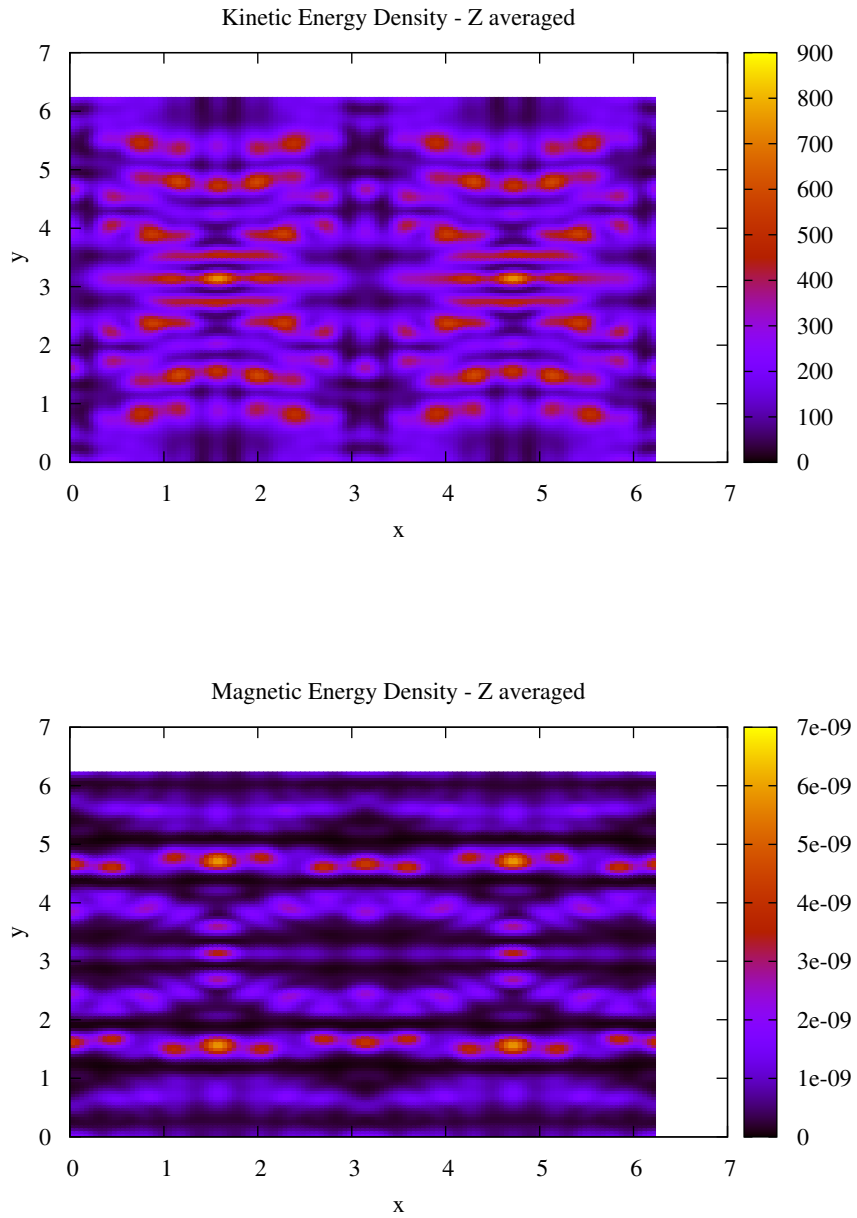 Kinetic Energy Density - Z averaged
7
6
5
4
3
2
1
0
y
0 1 2 3 4 5 6 7
x
900
800
700
600
500
400
300
200
100
0
Magnetic Energy Density - Z averaged
7
6
5
4
3
2
1
0
y
0 1 2 3 4 5 6 7
x
7e-09
6e-09
5e-09
4e-09
3e-09
2e-09
1e-09
0